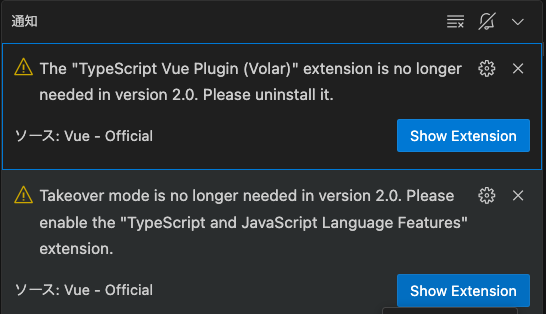 通知
The "TypeScript Vue Plugin (Volar)" extension is no longer
needed in version 2.0. Please uninstall it.
ソース: Vue - Official
Show Extension
Takeover mode is no longer needed in version 2.0. Please
enable the "TypeScript and JavaScript Language Features"
extension.
ソース: Vue - Official
Show Extension